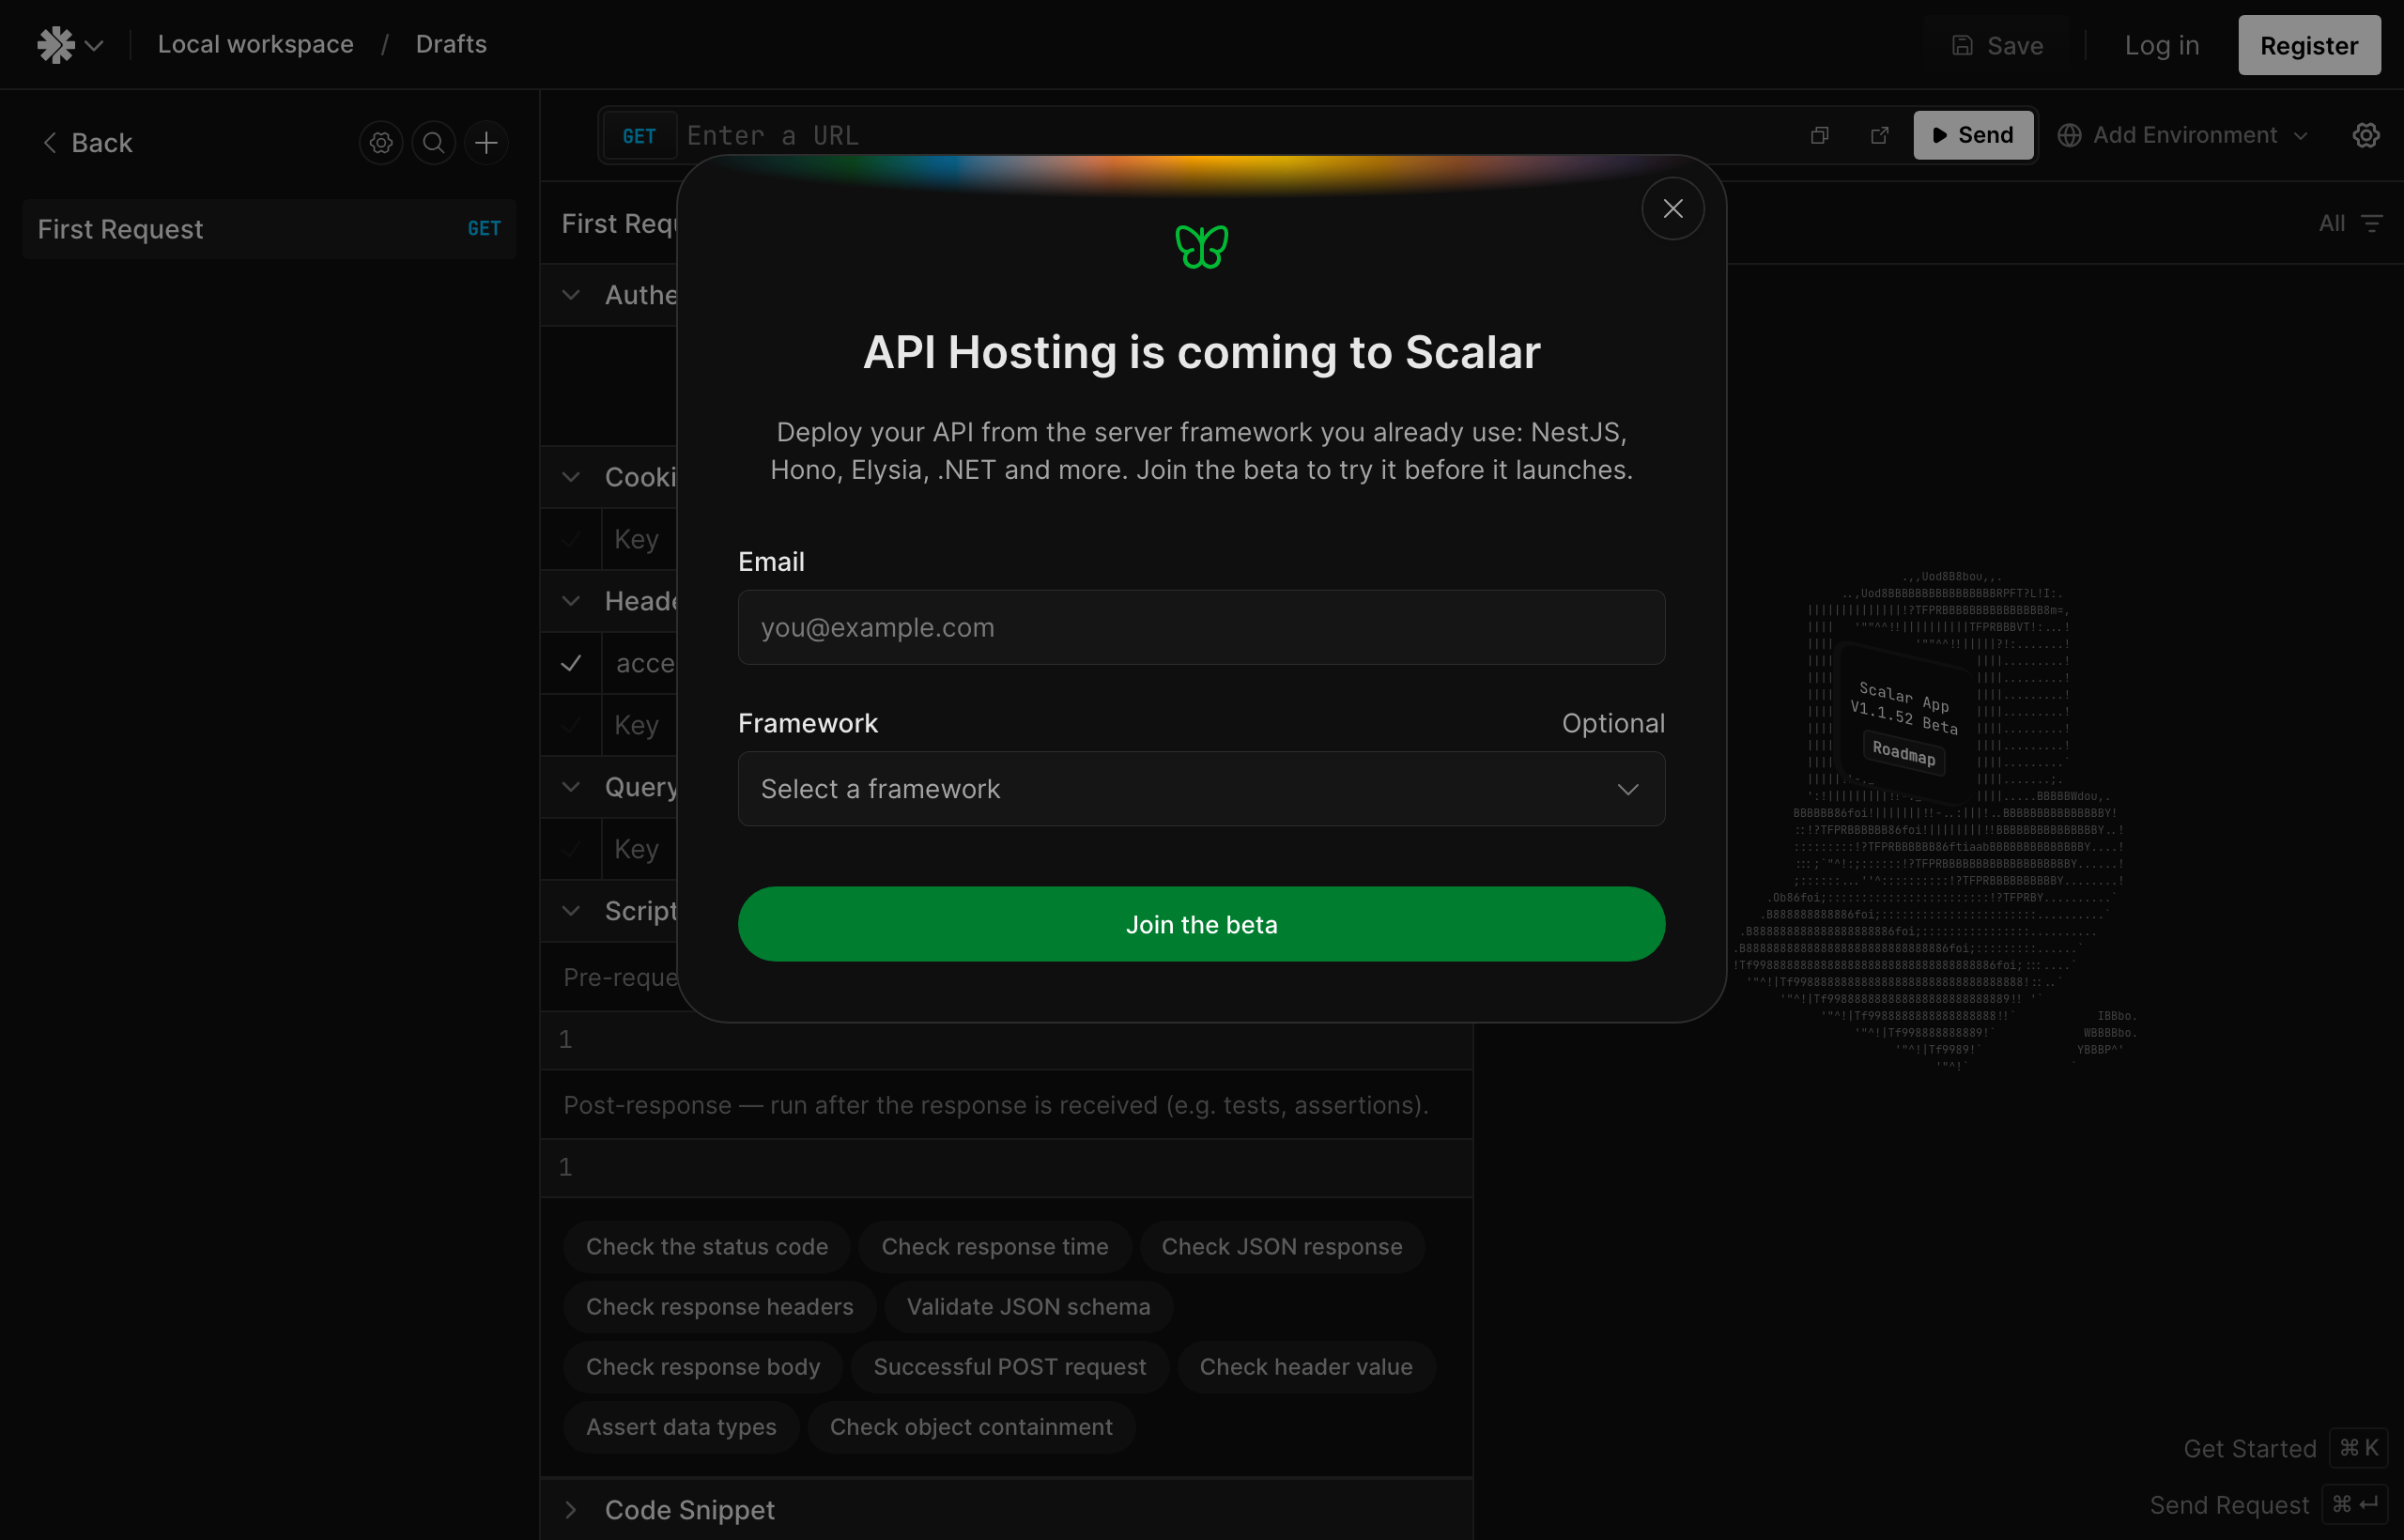 Local workspace / Drafts
Save
Log in
Register
Back
First Request GET
GET Enter a URL
Send
Add Environment
First Requ
All
Authe
Cooki
Key
Heade
acce
Key
Query
Key
Script
Pre-reque
1
Post-response — run after the response is received (e.g. tests, assertions).
1
Check the status code
Check response time
Check JSON response
Check response headers
Validate JSON schema
Check response body
Successful POST request
Check header value
Assert data types
Check object containment
Code Snippet
API Hosting is coming to Scalar
Deploy your API from the server framework you already use: NestJS,
Hono, Elysia, .NET and more. Join the beta to try it before it launches.
Email
you@example.com
Framework Optional
Select a framework
Join the beta
Scalar App
V1.1.52 Beta
Roadmap
Get Started ⌘ K
Send Request ⌘ ↵